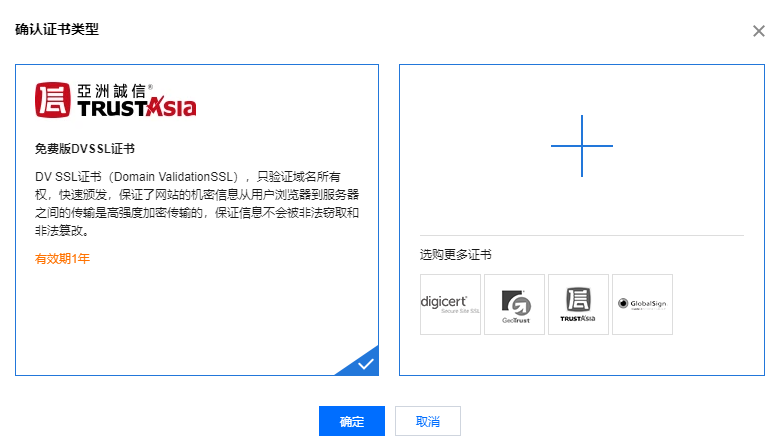 确认证书类型
亞洲誠信®
TRUSTAsia
免费版DVSSL证书
DV SSL证书（Domain ValidationSSL），只验证域名所有
权，快速颁发，保证了网站的机密信息从用户浏览器到服务器
之间的传输是高强度加密传输的，保证信息不会被非法窃取和
非法篡改。
有效期1年
选购更多证书
digicert
Secure Site SSL
GeoTrust
TRUSTAsia
GlobalSign
确定
取消